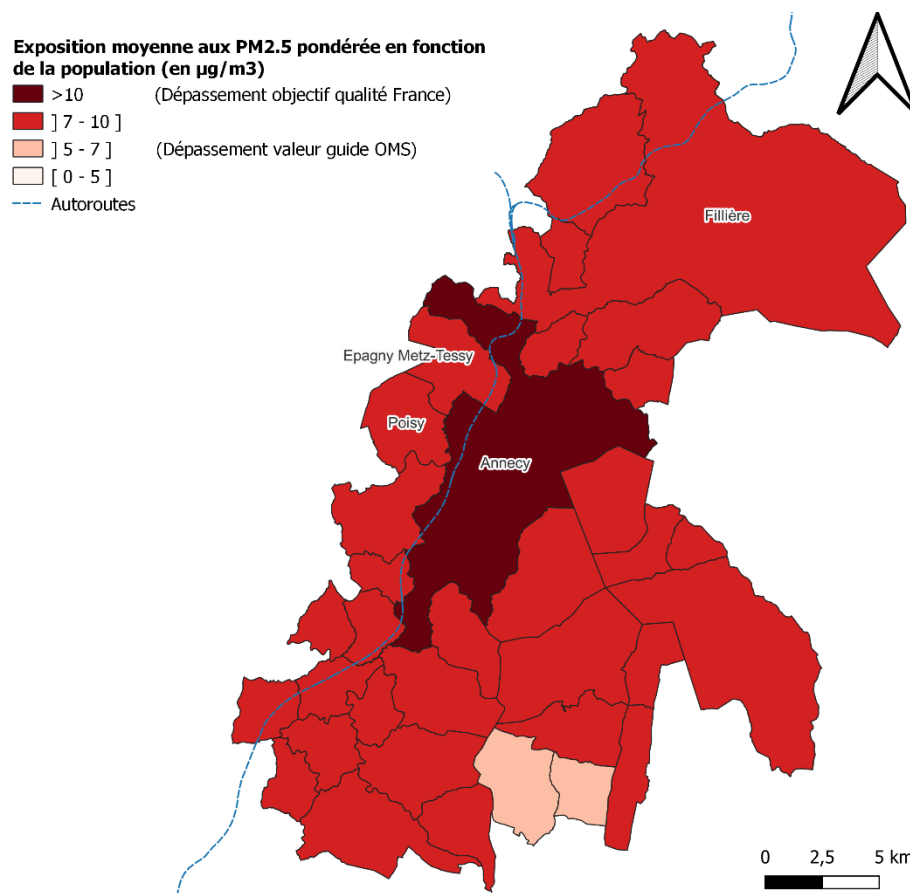 Exposition moyenne aux PM2.5 pondérée en fonction
de la population (en µg/m3)
>10 (Dépassement objectif qualité France)
] 7 - 10 ]
] 5 - 7 ] (Dépassement valeur guide OMS)
[ 0 - 5 ]
Autoroutes
Fillière
Epagny Metz-Tessy
Poisy
Annecy
0 2,5 5 km